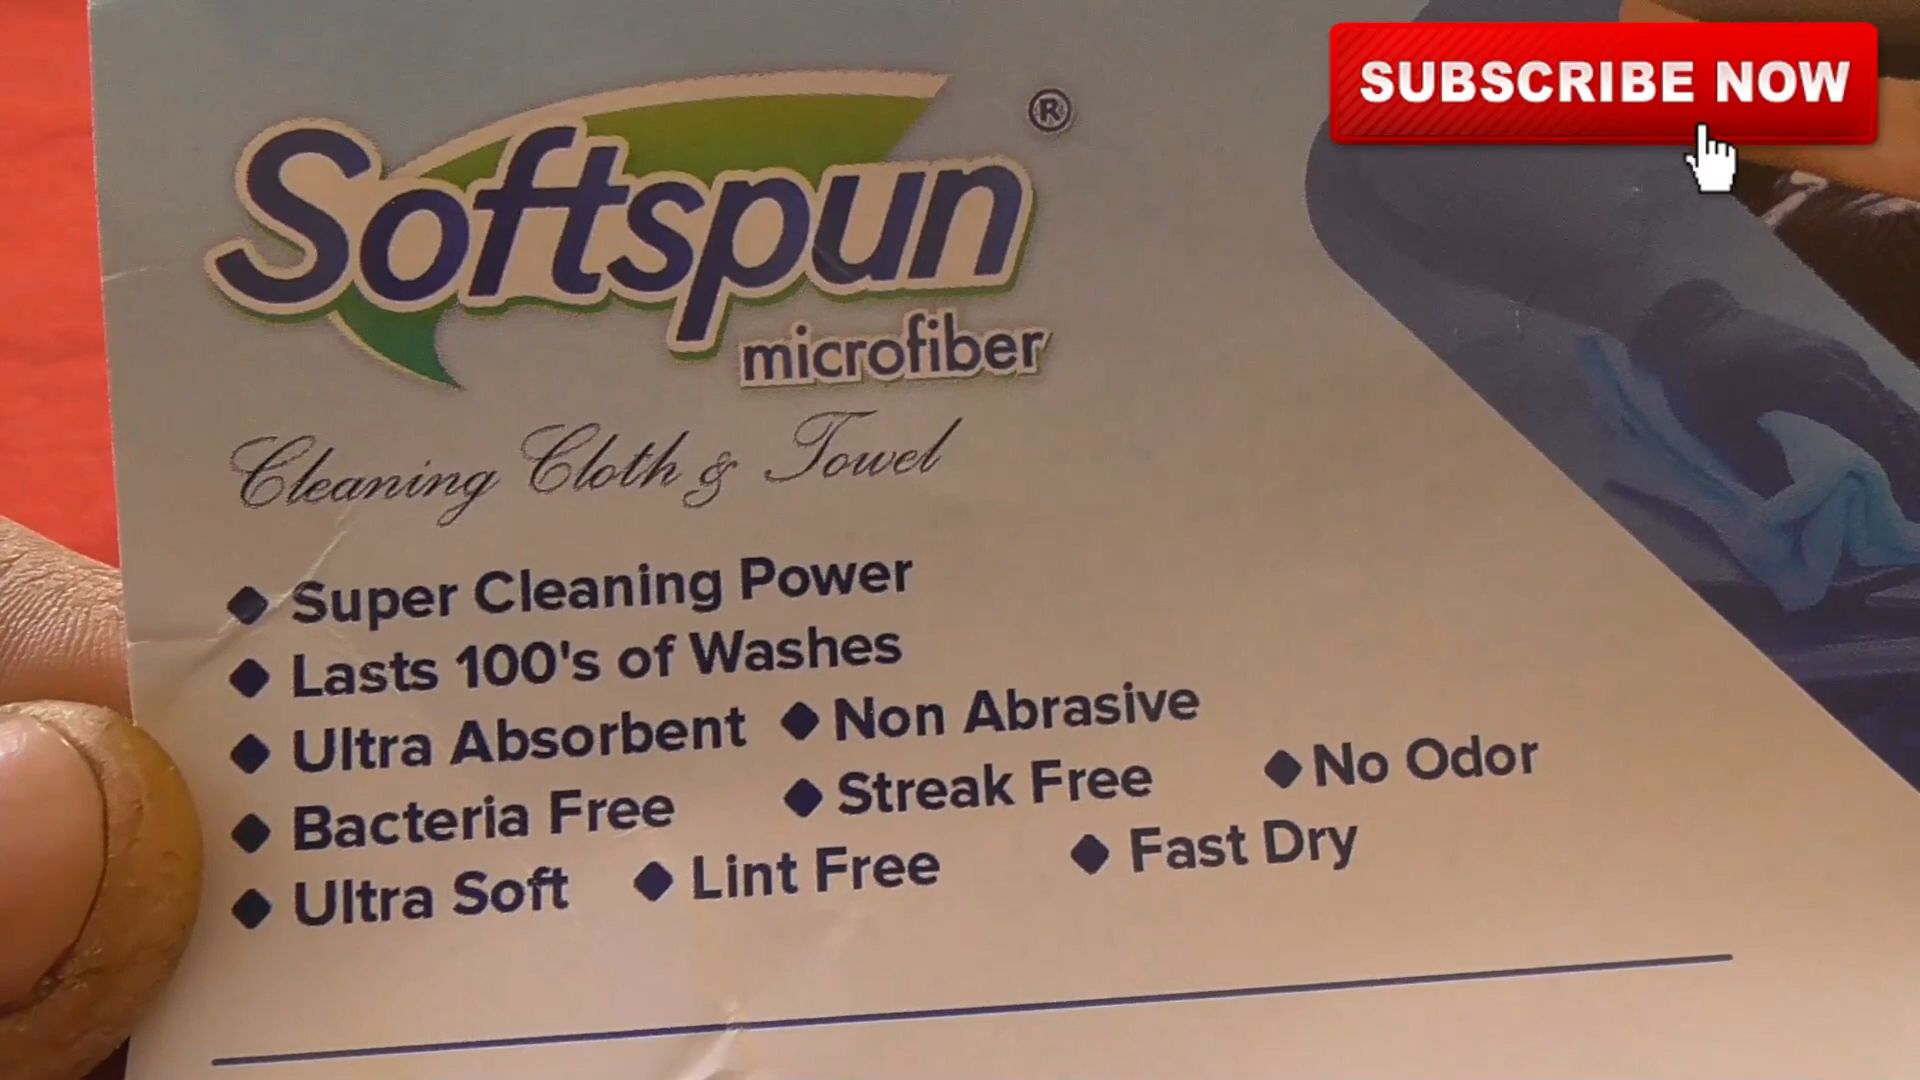 SUBSCRIBE NOW
Softspun ®
microfiber
Cleaning Cloth & Towel
◆ Super Cleaning Power
◆ Lasts 100's of Washes
◆ Ultra Absorbent ◆ Non Abrasive
◆ Bacteria Free ◆ Streak Free ◆ No Odor
◆ Ultra Soft ◆ Lint Free ◆ Fast Dry